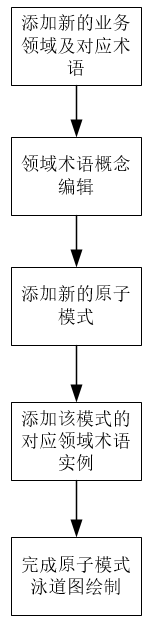 添加新的业务
领域及对应术
语
领域术语概念
编辑
添加新的原子
模式
添加该模式的
对应领域术语
实例
完成原子模式
泳道图绘制